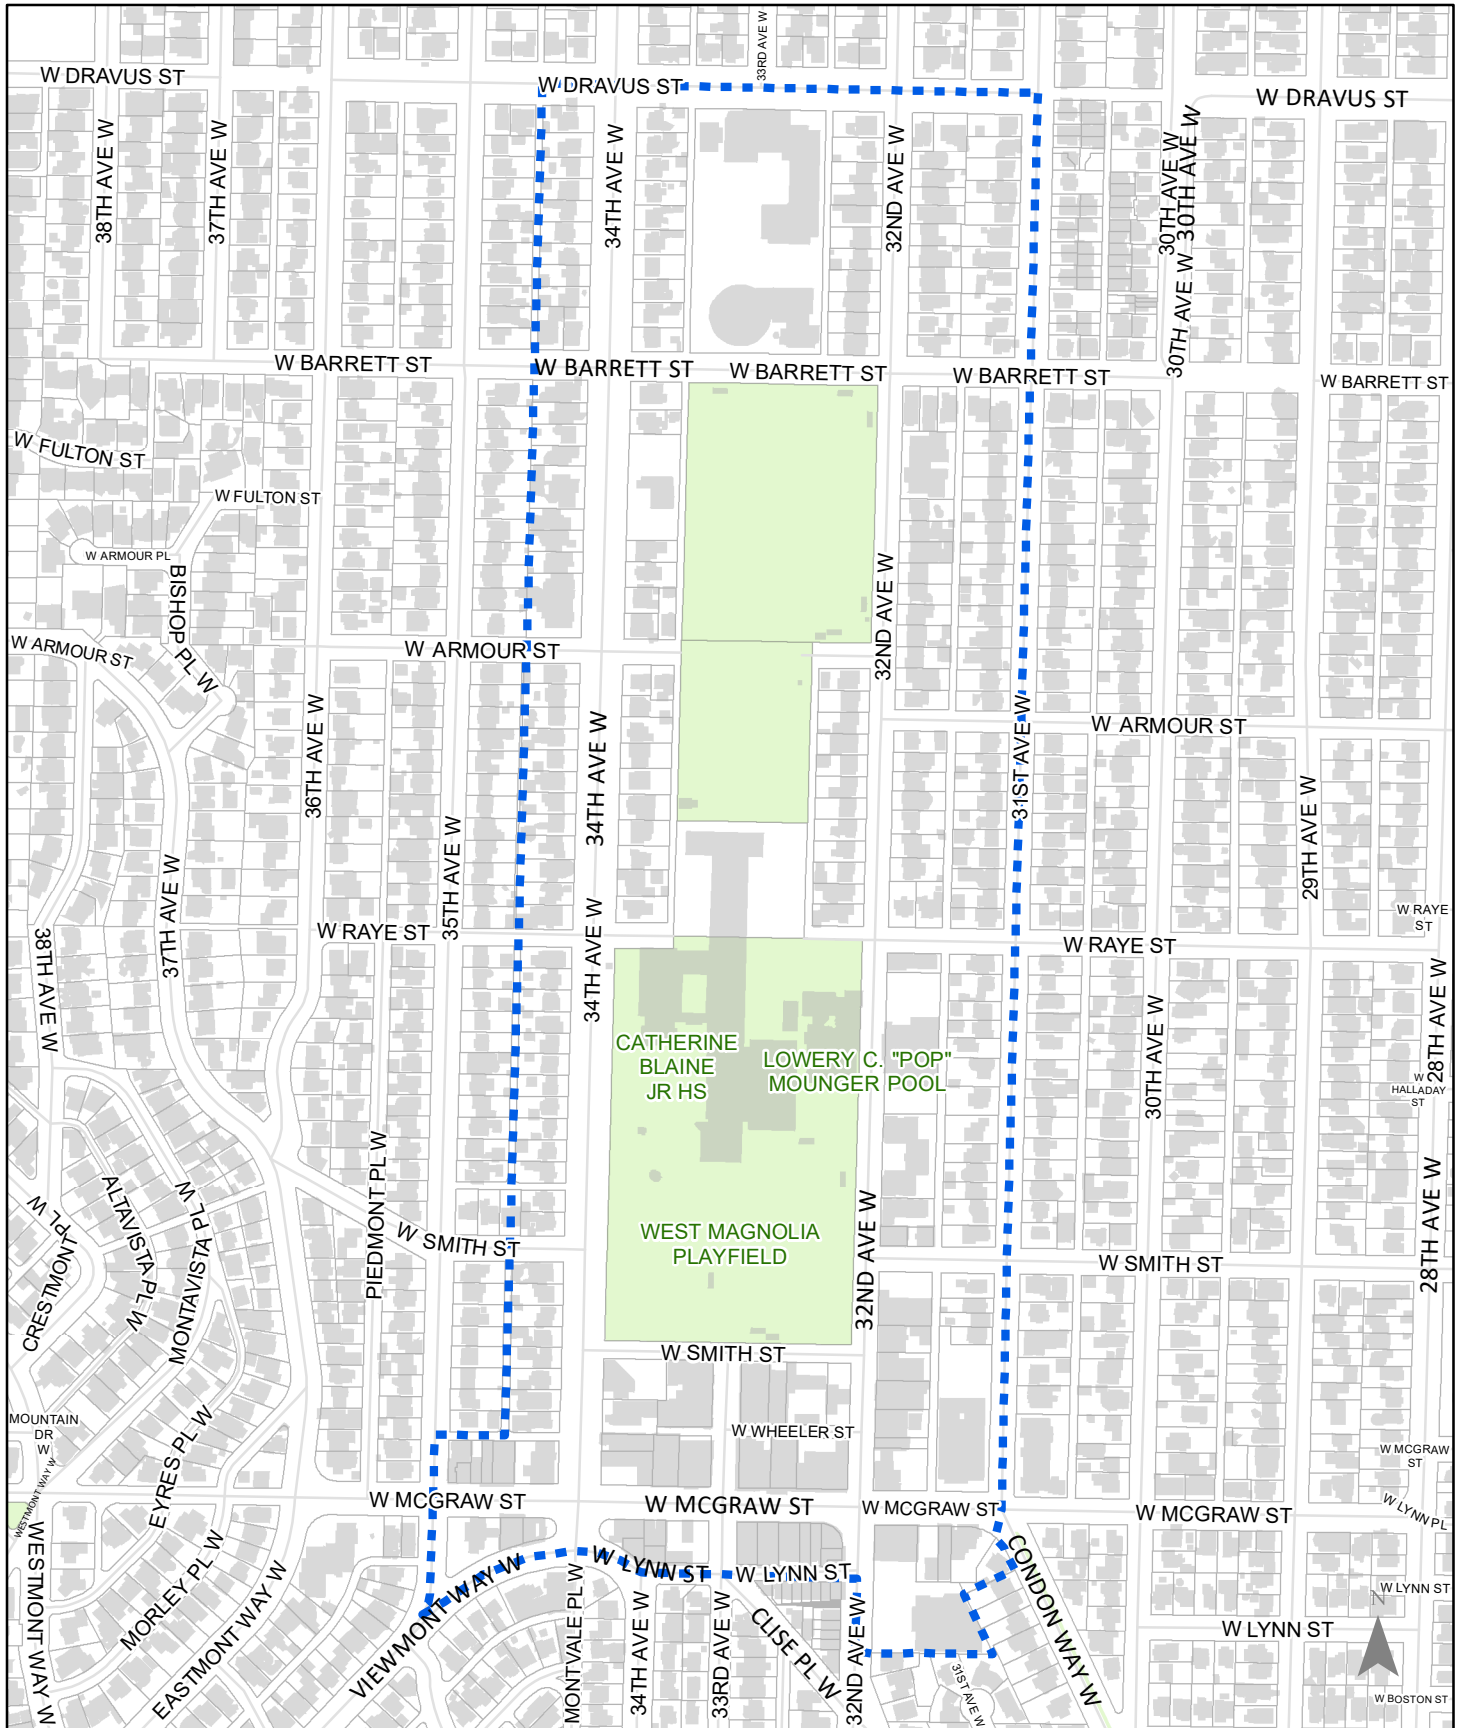 33RD AVE W
W DRAVUS ST
W DRAVUS ST
W DRAVUS ST
38TH AVE W
37TH AVE W
34TH AVE W
32ND AVE W
30TH AVE W
30TH AVE W
30TH AVE W
W BARRETT ST
W BARRETT ST
W BARRETT ST
W BARRETT ST
W BARRETT ST
W FULTON ST
W FULTON ST
W ARMOUR PL
BISHOP PL W
32ND AVE W
W ARMOUR ST
W ARMOUR ST
W ARMOUR ST
36TH AVE W
34TH AVE W
31ST AVE W
29TH AVE W
35TH AVE W
37TH AVE W
38TH AVE W
W RAYE ST
34TH AVE W
W RAYE ST
W RAYE
ST
28TH AVE W
30TH AVE W
CATHERINE
BLAINE
JR HS
LOWERY C. "POP"
MOUNGER POOL
W
HALLADAY
ST
PIEDMONT PL W
ALTAVISTA PL W
MONTAVISTA PL W
CRESTMONT
PL W
W SMITH ST
WEST MAGNOLIA
PLAYFIELD
32ND AVE W
W SMITH ST
28TH AVE W
W SMITH ST
MOUNTAIN
DR
W
WESTMONT WAY W
EYRES PL W
W WHEELER ST
W MCGRAW
ST
W MCGRAW ST
W MCGRAW ST
W MCGRAW ST
W MCGRAW ST
W LYNN PL
WESTMONT WAY W
MORLEY PL W
EASTMONT WAY W
VIEWMONT WAY W
W LYNN ST
W LYNN ST
CONDON WAY W
W LYNN ST
N
MONTVALE PL W
34TH AVE W
33RD AVE W
CLISE PL W
32ND AVE W
31ST AVE W
W LYNN ST
W BOSTON ST